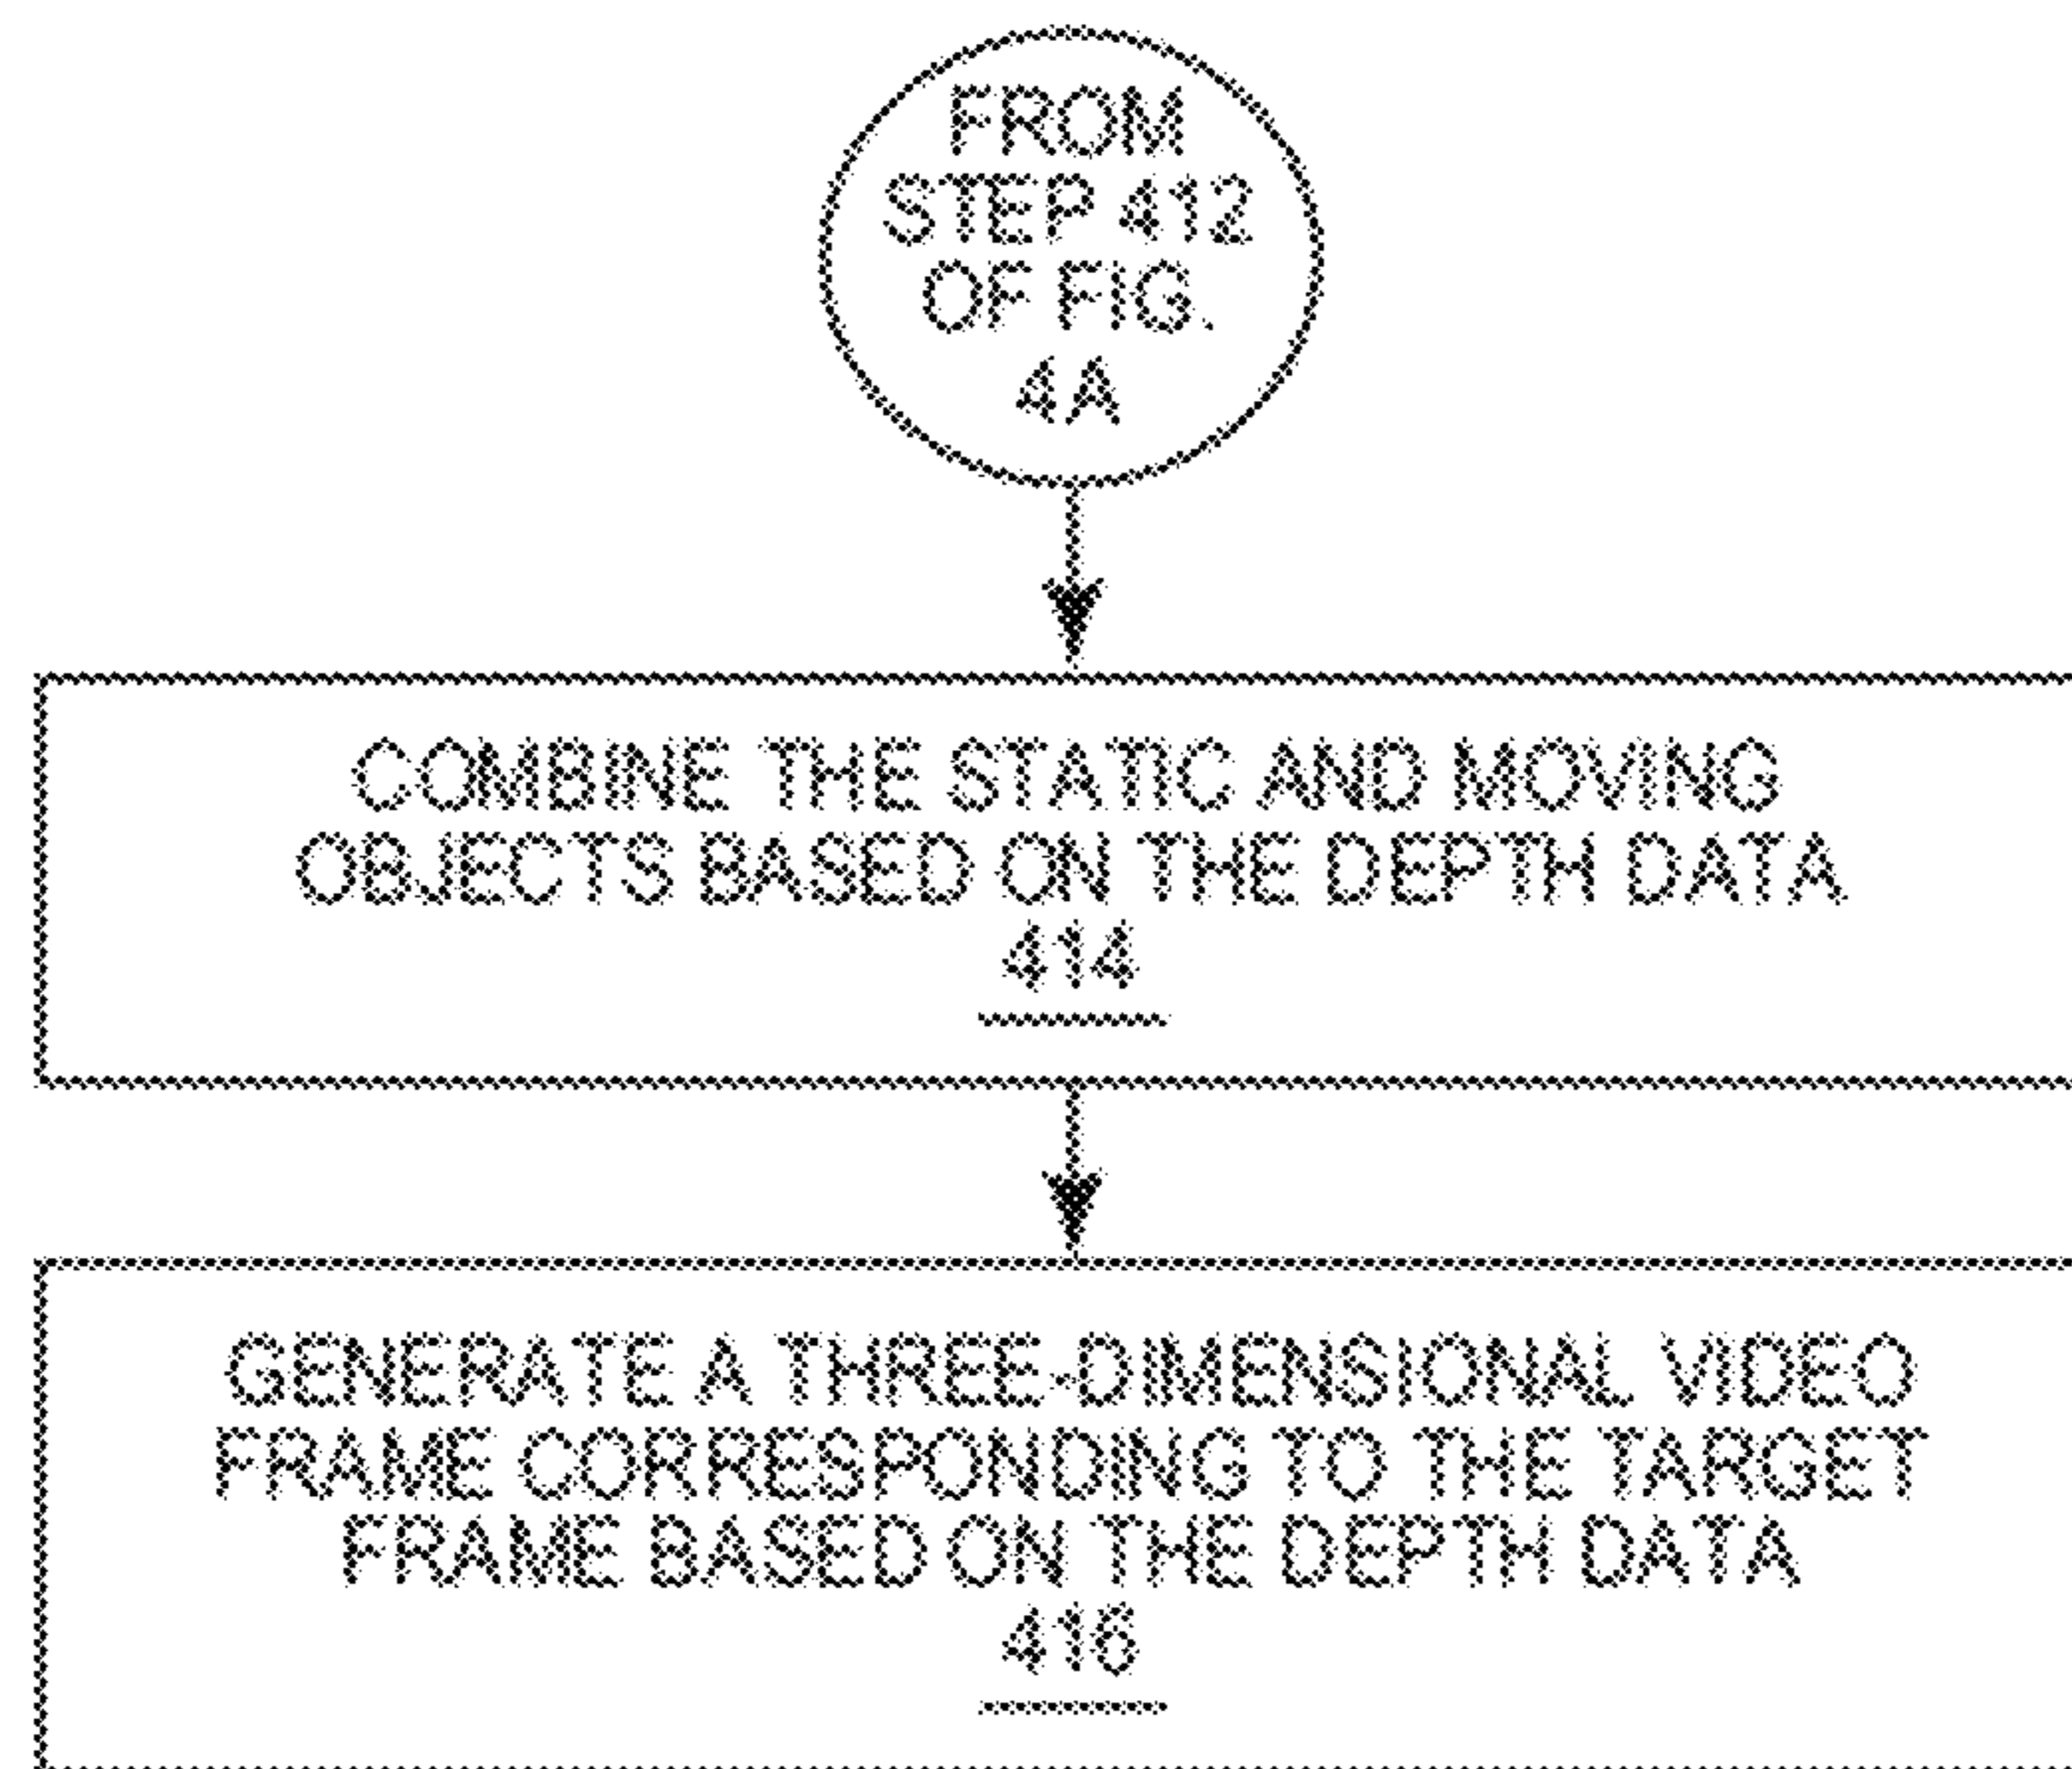 FROM
STEP 412
OF FIG.
4A
COMBINE THE STATIC AND MOVING
OBJECTS BASED ON THE DEPTH DATA
414
GENERATE A THREE-DIMENSIONAL VIDEO
FRAME CORRESPONDING TO THE TARGET
FRAME BASED ON THE DEPTH DATA
416